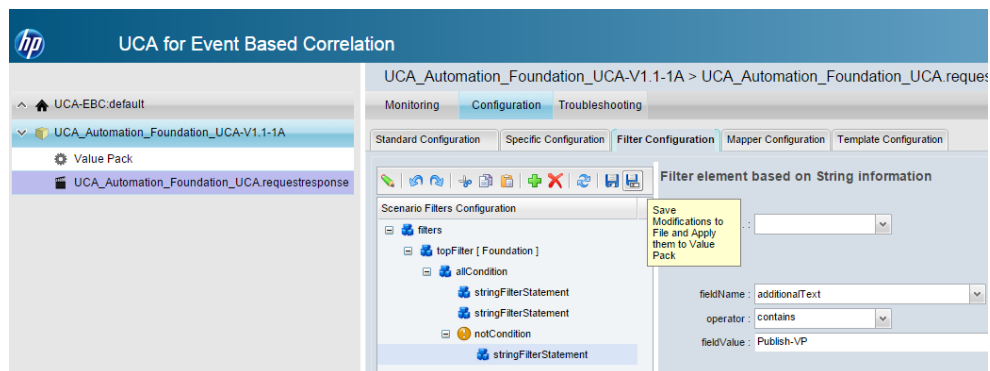 hp
UCA for Event Based Correlation
UCA_Automation_Foundation_UCA-V1.1-1A > UCA_Automation_Foundation_UCA.reques
UCA-EBC:default
UCA_Automation_Foundation_UCA-V1.1-1A
Value Pack
UCA_Automation_Foundation_UCA.requestresponse
Monitoring Configuration Troubleshooting
Standard Configuration Specific Configuration Filter Configuration Mapper Configuration Template Configuration
Scenario Filters Configuration
filters
topFilter [ Foundation ]
allCondition
stringFilterStatement
stringFilterStatement
notCondition
stringFilterStatement
Save
Modifications to
File and Apply
them to Value
Pack
Filter element based on String information
. :
fieldName : additionalText
operator : contains
fieldValue : Publish-VP